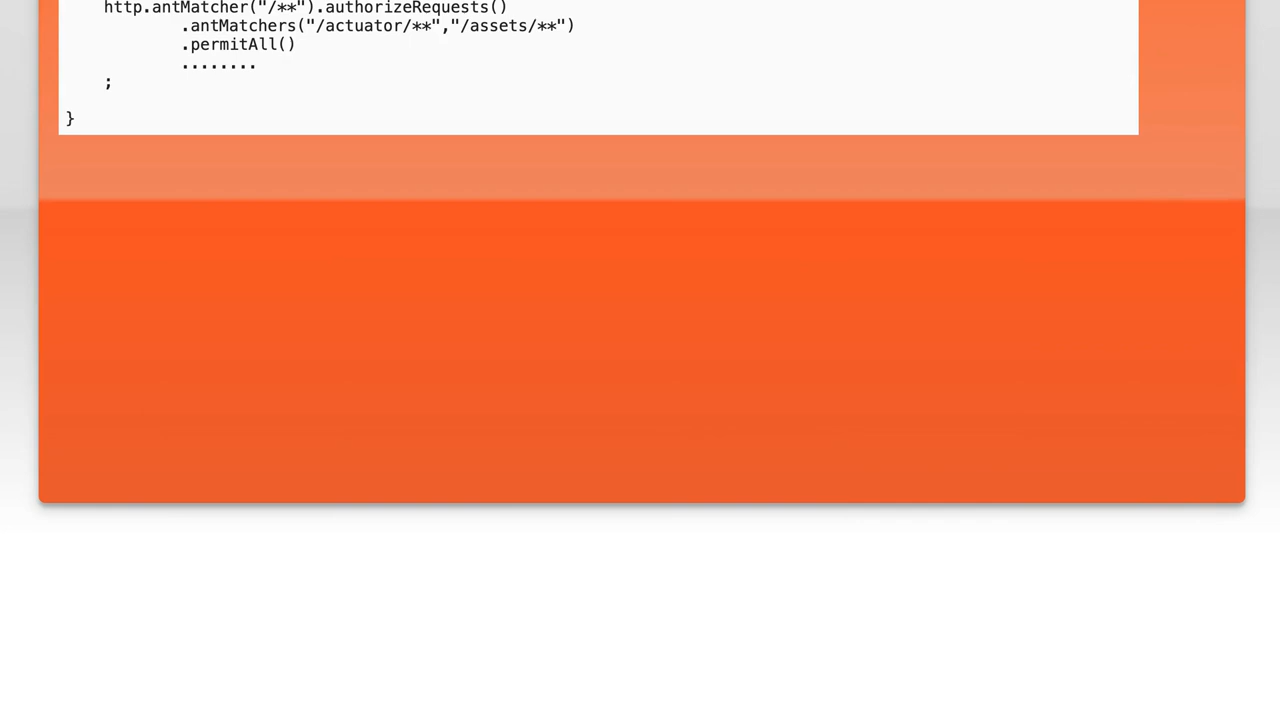 http.antMatcher("/**").authorizeRequests()
.antMatchers("/actuator/**","/assets/**")
.permitAll()
........
;
}